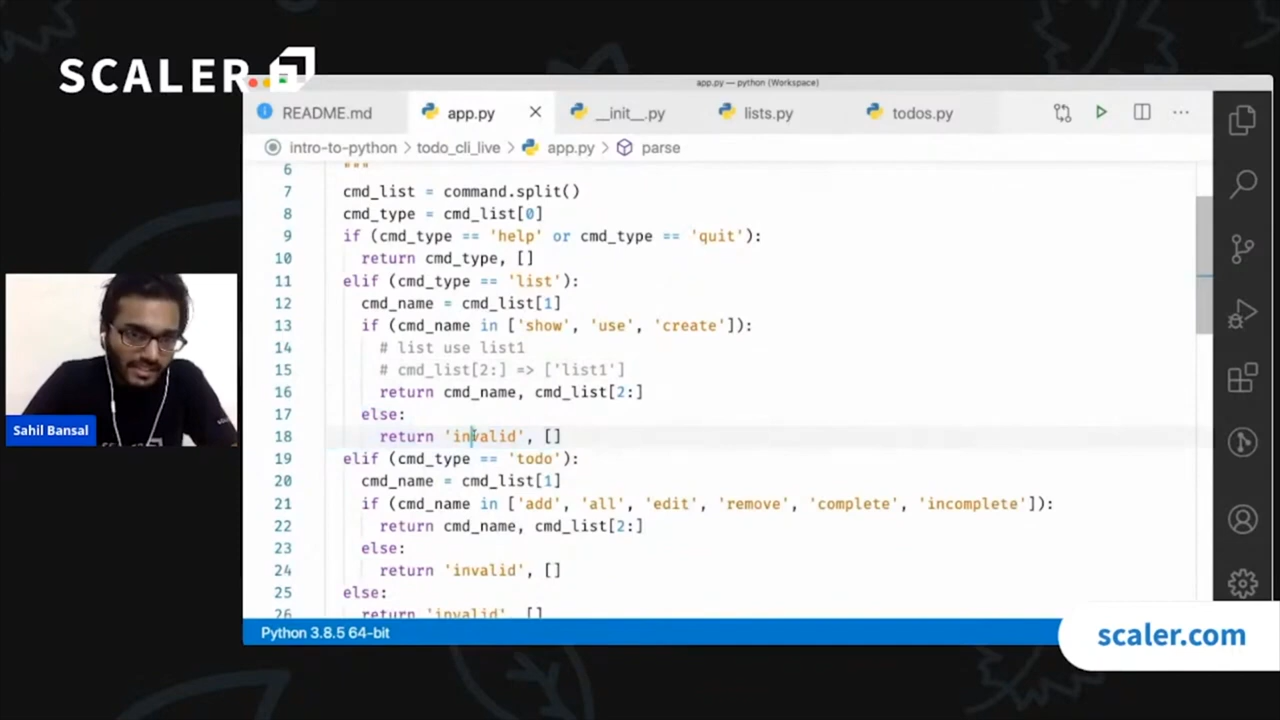 SCALER
app.py — python (Workspace)
README.md app.py __init__.py lists.py todos.py
intro-to-python > todo_cli_live > app.py > parse
6 """
7 cmd_list = command.split()
8 cmd_type = cmd_list[0]
9 if (cmd_type == 'help' or cmd_type == 'quit'):
10 return cmd_type, []
11 elif (cmd_type == 'list'):
12 cmd_name = cmd_list[1]
13 if (cmd_name in ['show', 'use', 'create']):
14 # list use list1
15 # cmd_list[2:] => ['list1']
16 return cmd_name, cmd_list[2:]
17 else:
18 return 'invalid', []
19 elif (cmd_type == 'todo'):
20 cmd_name = cmd_list[1]
21 if (cmd_name in ['add', 'all', 'edit', 'remove', 'complete', 'incomplete']):
22 return cmd_name, cmd_list[2:]
23 else:
24 return 'invalid', []
25 else:
26 return 'invalid', []
Sahil Bansal
Python 3.8.5 64-bit
scaler.com